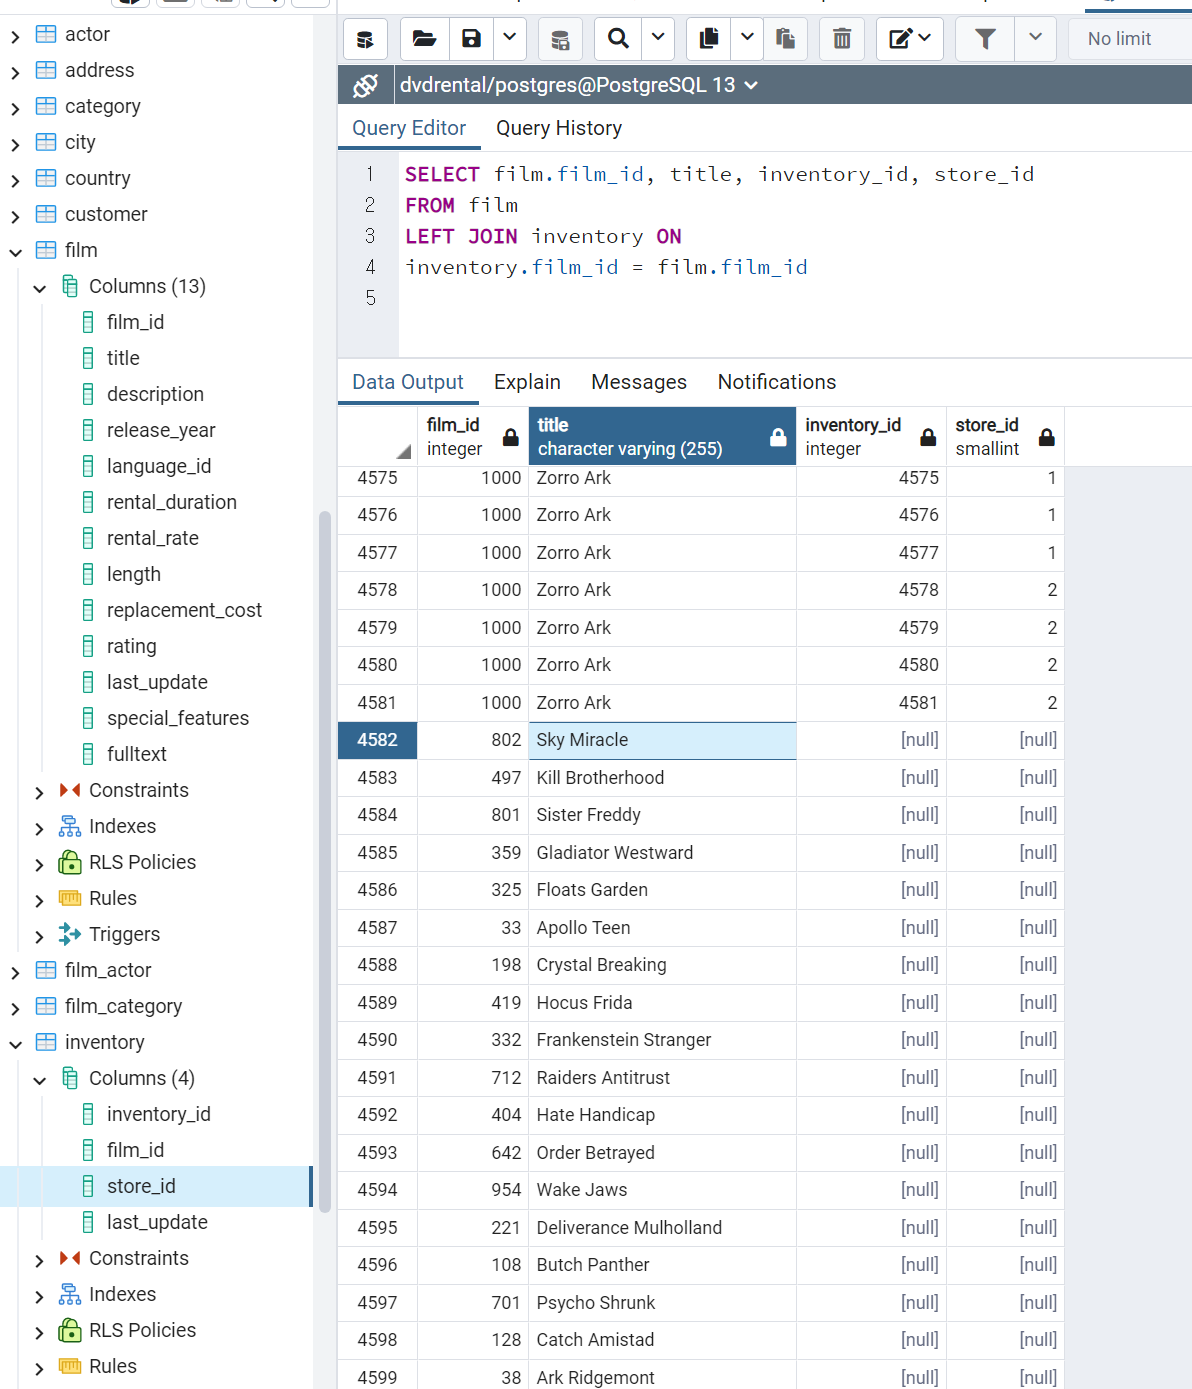 actor
address
category
city
country
customer
film
Columns (13)
film_id
title
description
release_year
language_id
rental_duration
rental_rate
length
replacement_cost
rating
last_update
special_features
fulltext
Constraints
Indexes
RLS Policies
Rules
Triggers
film_actor
film_category
inventory
Columns (4)
inventory_id
film_id
store_id
last_update
Constraints
Indexes
RLS Policies
Rules
No limit
dvdrental/postgres@PostgreSQL 13
Query Editor Query History
1 SELECT film.film_id, title, inventory_id, store_id
2 FROM film
3 LEFT JOIN inventory ON
4 inventory.film_id = film.film_id
5
Data Output Explain Messages Notifications
film_id title inventory_id store_id
integer character varying (255) integer smallint
4575 1000 Zorro Ark 4575 1
4576 1000 Zorro Ark 4576 1
4577 1000 Zorro Ark 4577 1
4578 1000 Zorro Ark 4578 2
4579 1000 Zorro Ark 4579 2
4580 1000 Zorro Ark 4580 2
4581 1000 Zorro Ark 4581 2
4582 802 Sky Miracle [null] [null]
4583 497 Kill Brotherhood [null] [null]
4584 801 Sister Freddy [null] [null]
4585 359 Gladiator Westward [null] [null]
4586 325 Floats Garden [null] [null]
4587 33 Apollo Teen [null] [null]
4588 198 Crystal Breaking [null] [null]
4589 419 Hocus Frida [null] [null]
4590 332 Frankenstein Stranger [null] [null]
4591 712 Raiders Antitrust [null] [null]
4592 404 Hate Handicap [null] [null]
4593 642 Order Betrayed [null] [null]
4594 954 Wake Jaws [null] [null]
4595 221 Deliverance Mulholland [null] [null]
4596 108 Butch Panther [null] [null]
4597 701 Psycho Shrunk [null] [null]
4598 128 Catch Amistad [null] [null]
4599 38 Ark Ridgemont [null] [null]